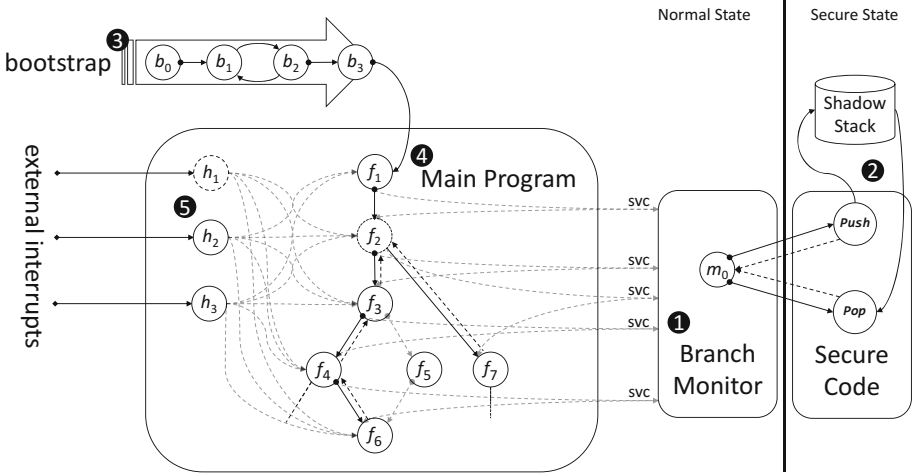 Normal State
Secure State
3
bootstrap
b0
b1
b2
b3
Shadow
Stack
external interrupts
4
Main Program
2
h1
f1
5
svc
Push
h2
f2
m0
svc
h3
f3
svc
Pop
svc
1
f4
f5
f7
Branch
Monitor
Secure
Code
svc
f6